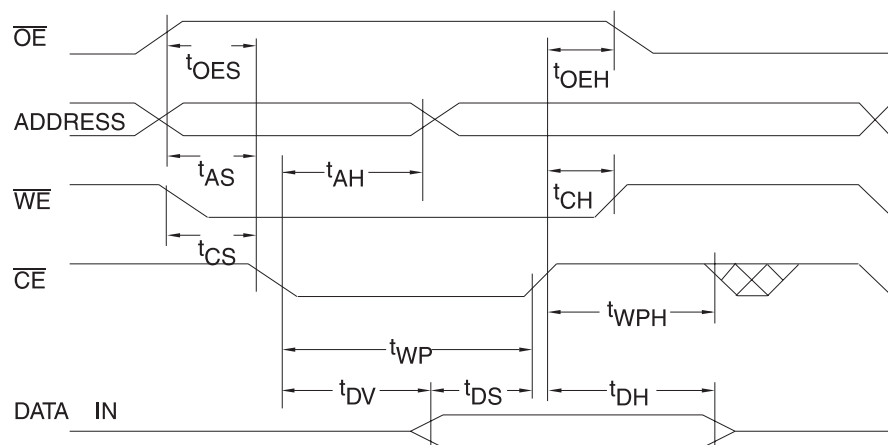 OE
tOES
tOEH
ADDRESS
tAS
tAH
tCH
WE
tCS
CE
tWPH
tWP
tDV
tDS
tDH
DATA IN